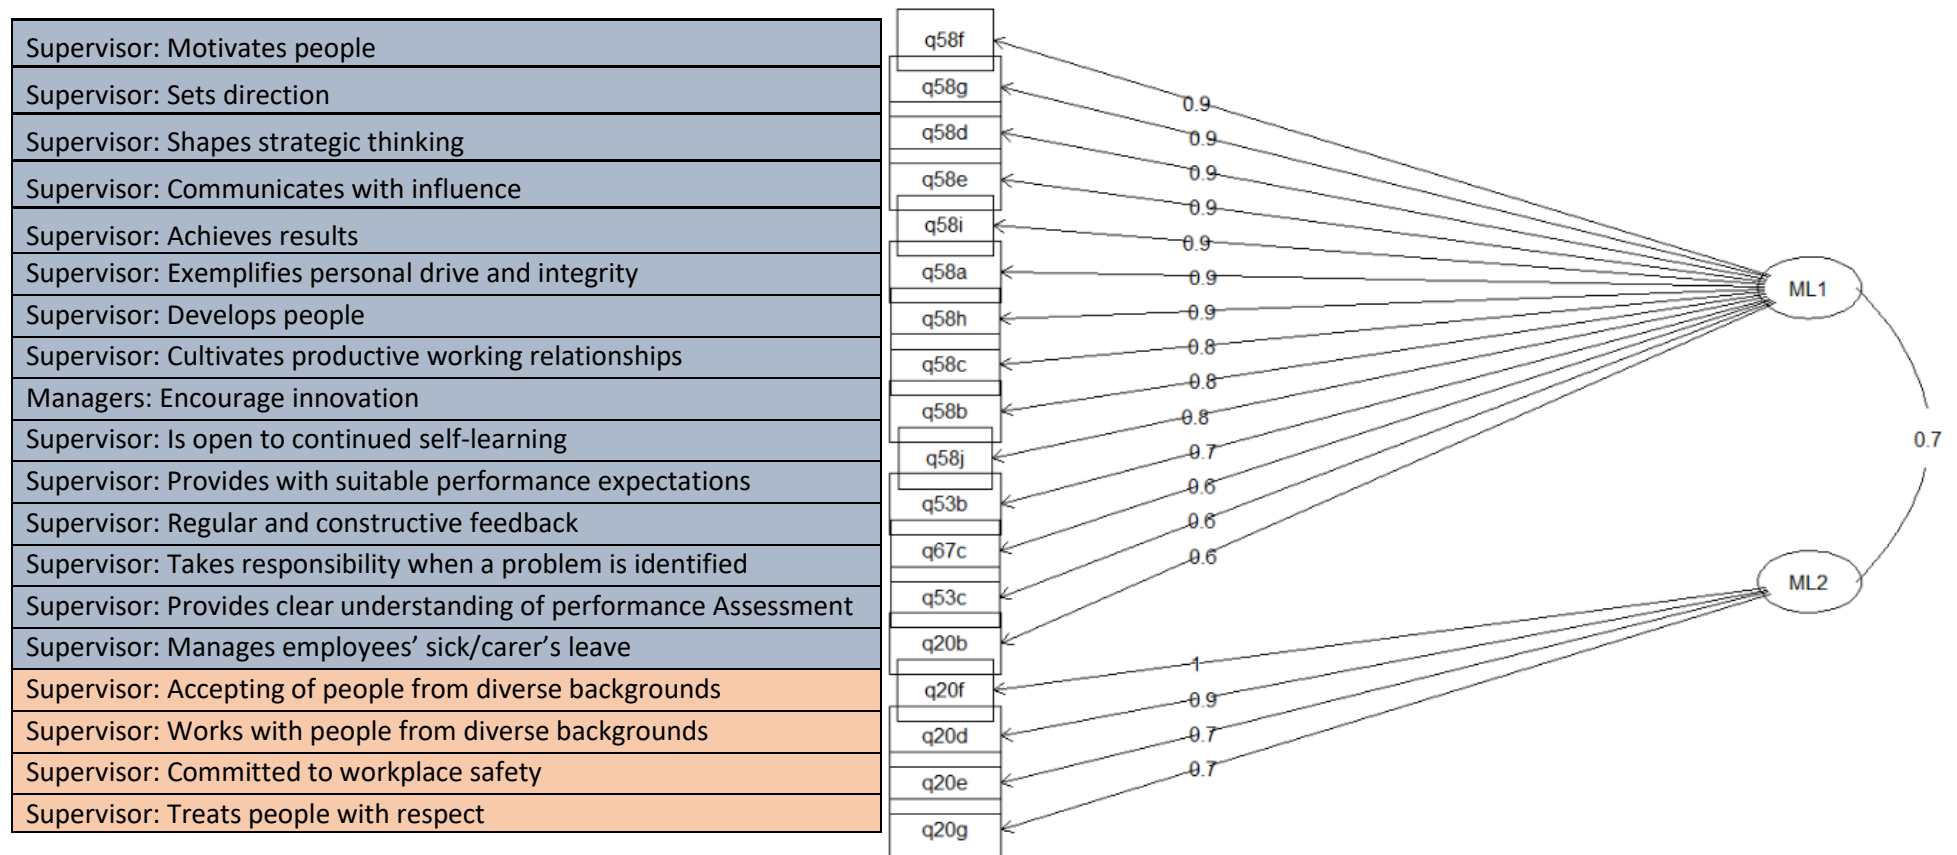 Supervisor: Motivates people
Supervisor: Sets direction
Supervisor: Shapes strategic thinking
Supervisor: Communicates with influence
Supervisor: Achieves results
Supervisor: Exemplifies personal drive and integrity
Supervisor: Develops people
Supervisor: Cultivates productive working relationships
Managers: Encourage innovation
Supervisor: Is open to continued self-learning
Supervisor: Provides with suitable performance expectations
Supervisor: Regular and constructive feedback
Supervisor: Takes responsibility when a problem is identified
Supervisor: Provides clear understanding of performance Assessment
Supervisor: Manages employees’ sick/carer’s leave
Supervisor: Accepting of people from diverse backgrounds
Supervisor: Works with people from diverse backgrounds
Supervisor: Committed to workplace safety
Supervisor: Treats people with respect
q58f
q58g
q58d
q58e
q58i
q58a
q58h
q58c
q58b
q58j
q53b
q67c
q53c
q20b
q20f
q20d
q20e
q20g
0.9
0.9
0.9
0.9
0.9
0.9
0.9
0.8
0.8
0.8
0.7
0.6
0.6
0.6
1
0.9
0.7
0.7
ML1
ML2
0.7